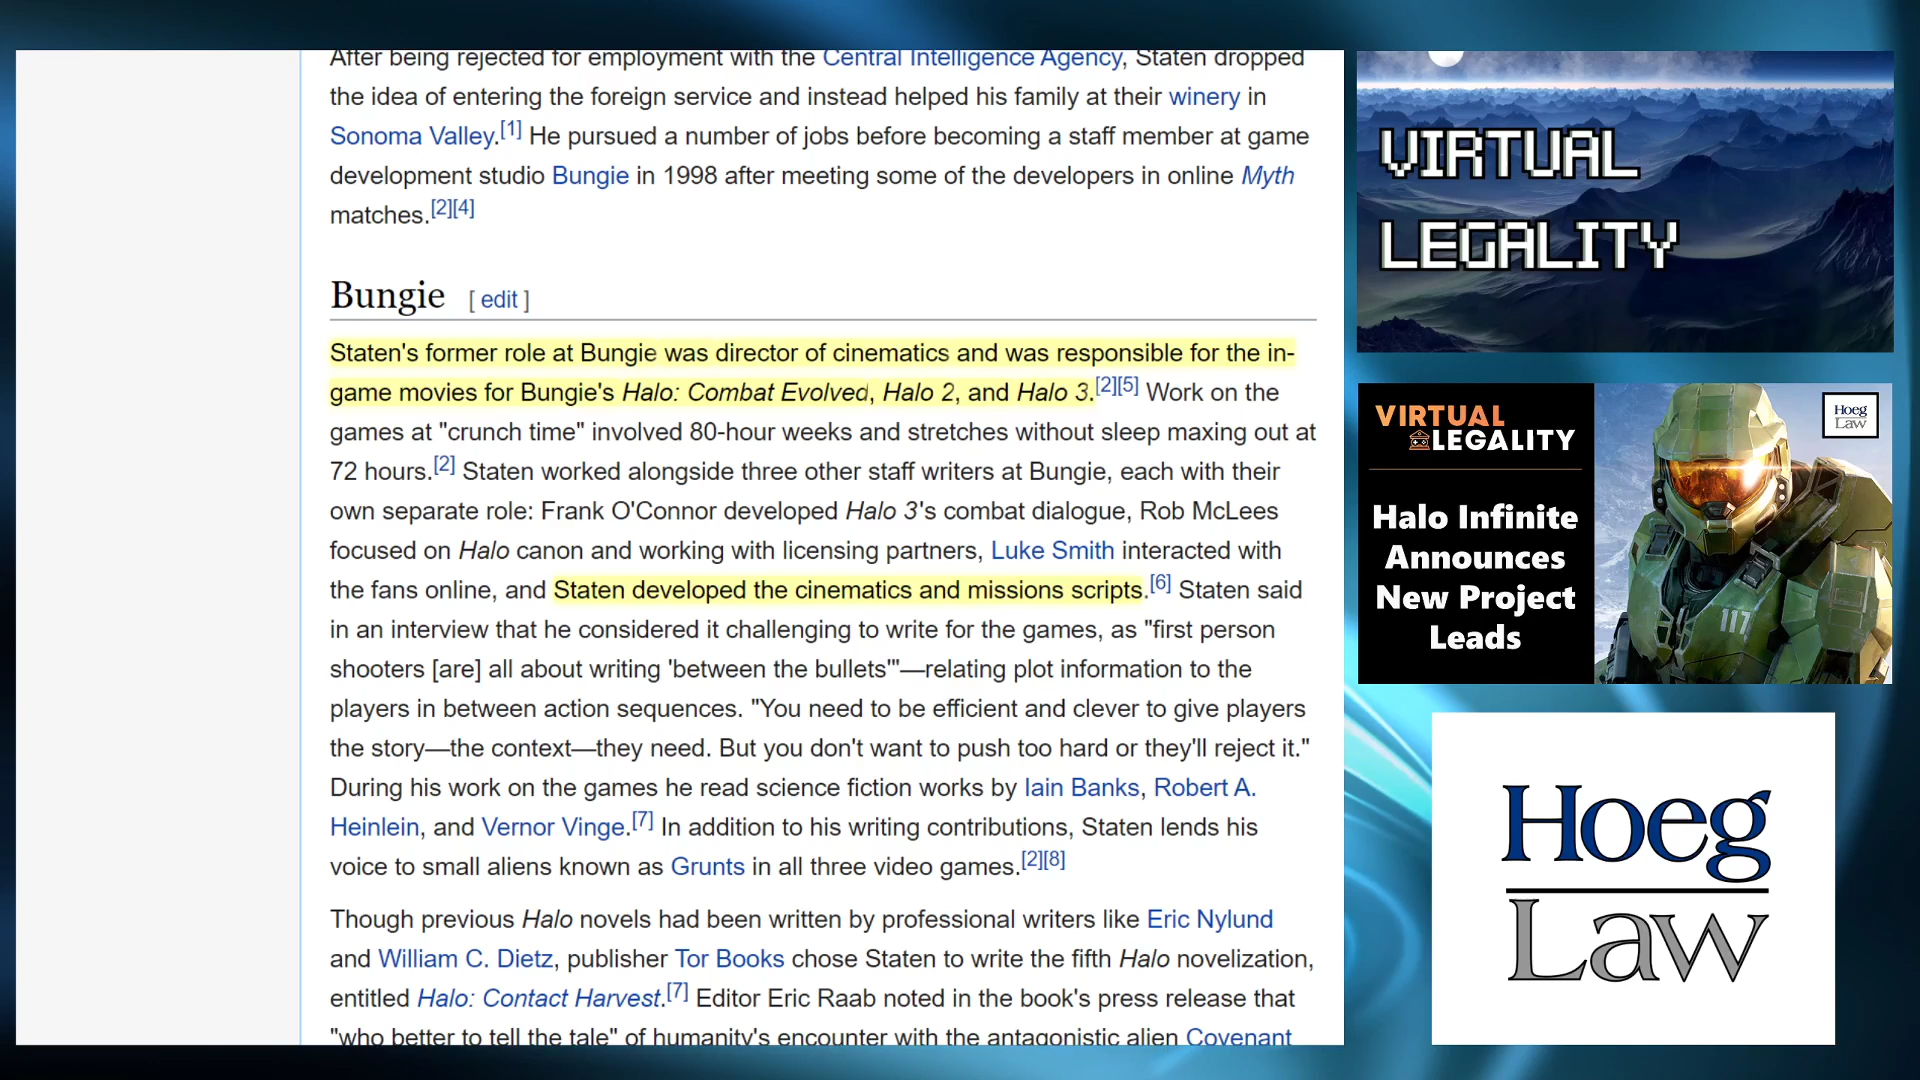 After being rejected for employment with the Central Intelligence Agency, Staten dropped
the idea of entering the foreign service and instead helped his family at their winery in
Sonoma Valley.[1] He pursued a number of jobs before becoming a staff member at game
development studio Bungie in 1998 after meeting some of the developers in online Myth
matches.[2][4]
Bungie [ edit ]
Staten's former role at Bungie was director of cinematics and was responsible for the in-
game movies for Bungie's Halo: Combat Evolved, Halo 2, and Halo 3.[2][5] Work on the
games at "crunch time" involved 80-hour weeks and stretches without sleep maxing out at
72 hours.[2] Staten worked alongside three other staff writers at Bungie, each with their
own separate role: Frank O'Connor developed Halo 3's combat dialogue, Rob McLees
focused on Halo canon and working with licensing partners, Luke Smith interacted with
the fans online, and Staten developed the cinematics and missions scripts.[6] Staten said
in an interview that he considered it challenging to write for the games, as "first person
shooters [are] all about writing 'between the bullets'"—relating plot information to the
players in between action sequences. "You need to be efficient and clever to give players
the story—the context—they need. But you don't want to push too hard or they'll reject it."
During his work on the games he read science fiction works by Iain Banks, Robert A.
Heinlein, and Vernor Vinge.[7] In addition to his writing contributions, Staten lends his
voice to small aliens known as Grunts in all three video games.[2][8]
Though previous Halo novels had been written by professional writers like Eric Nylund
and William C. Dietz, publisher Tor Books chose Staten to write the fifth Halo novelization,
entitled Halo: Contact Harvest.[7] Editor Eric Raab noted in the book's press release that
"who better to tell the tale" of humanity's encounter with the antagonistic alien Covenant
VIRTUAL
LEGALITY
VIRTUAL
LEGALITY
Halo Infinite
Announces
New Project
Leads
Hoeg
Law
117
Hoeg
Law